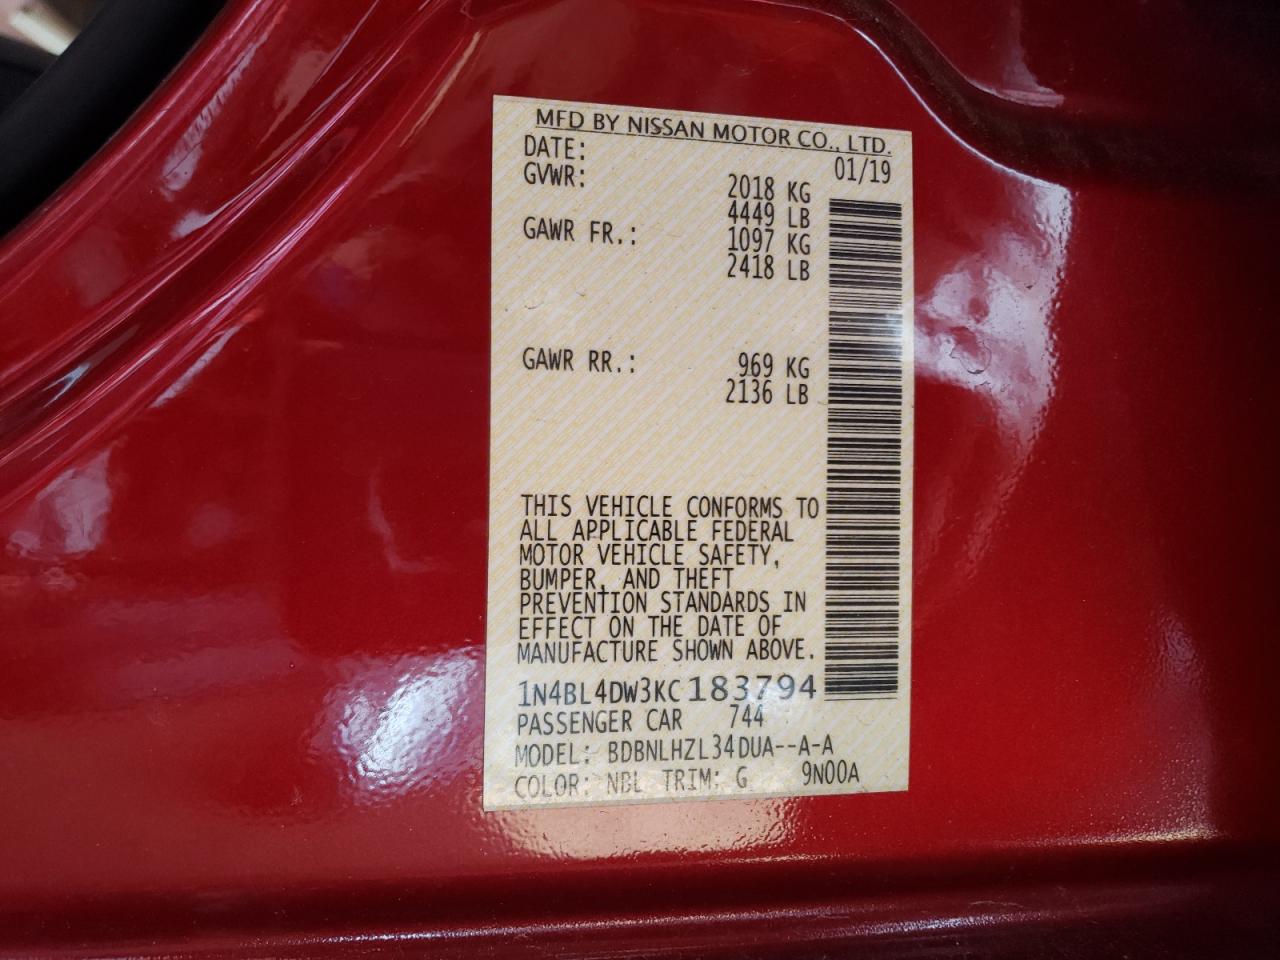 MFD BY NISSAN MOTOR CO., LTD.
DATE: 01/19
GVWR: 2018 KG
4449 LB
GAWR FR.: 1097 KG
2418 LB
GAWR RR.: 969 KG
2136 LB
THIS VEHICLE CONFORMS TO
ALL APPLICABLE FEDERAL
MOTOR VEHICLE SAFETY,
BUMPER, AND THEFT
PREVENTION STANDARDS IN
EFFECT ON THE DATE OF
MANUFACTURE SHOWN ABOVE.
1N4BL4DW3KC183794
PASSENGER CAR 744
MODEL: BDBNLHZL34DUA--A-A
COLOR: NBL TRIM: G 9N00A